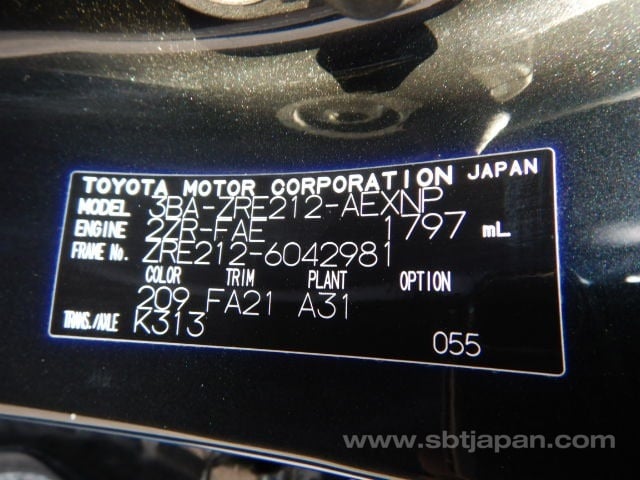 TOYOTA MOTOR CORPORATION JAPAN
MODEL 3BA-ZRE212-AEXNP
ENGINE 2ZR-FAE 1797 mL
FRAME No. ZRE212-6042981
COLOR TRIM PLANT OPTION
209 FA21 A31
TRANS./AXLE K313
055
www.sbtjapan.com